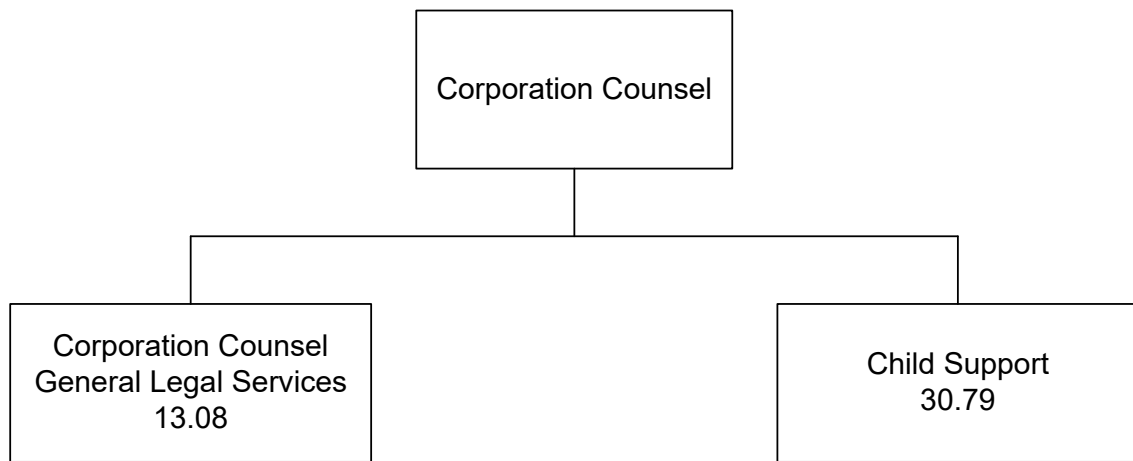 Corporation Counsel
Corporation Counsel
General Legal Services
13.08
Child Support
30.79